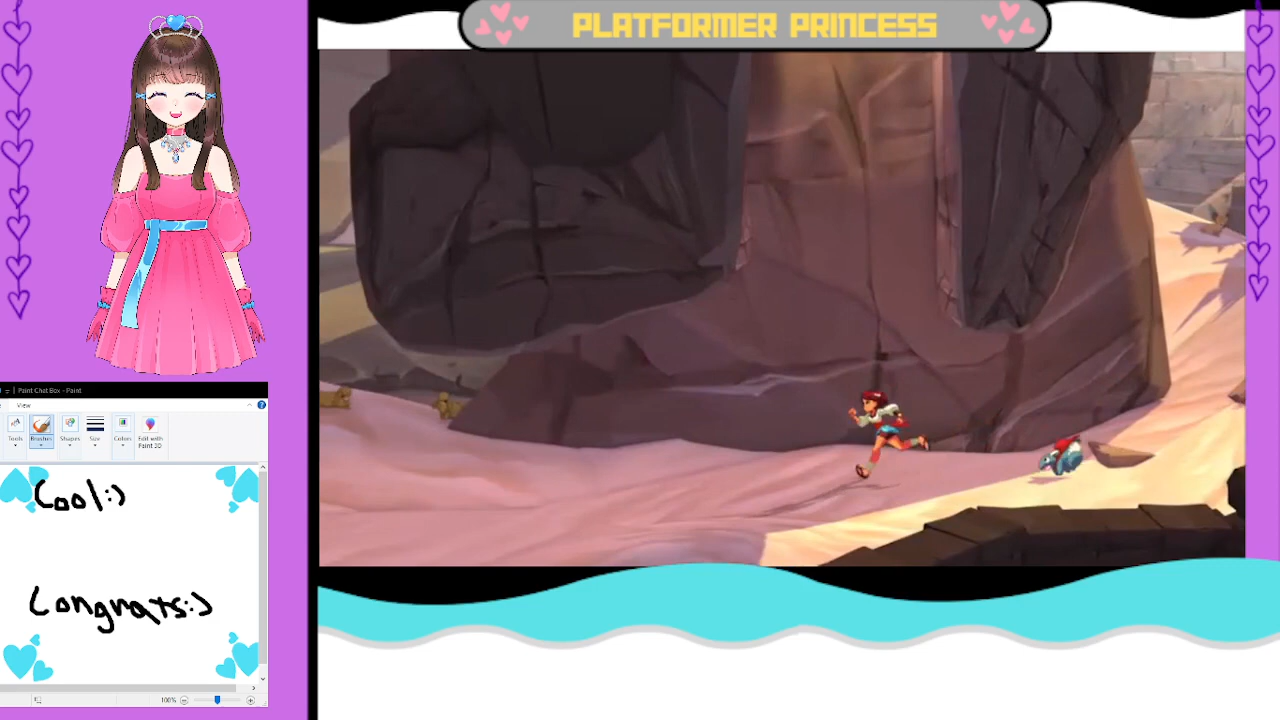 PLATFORMER PRINCESS
Paint Chat Box - Paint
View
Tools
Brushes
Shapes
Size
Colors
Edit with
Paint 3D
Cool:)
Congrats:)
100%